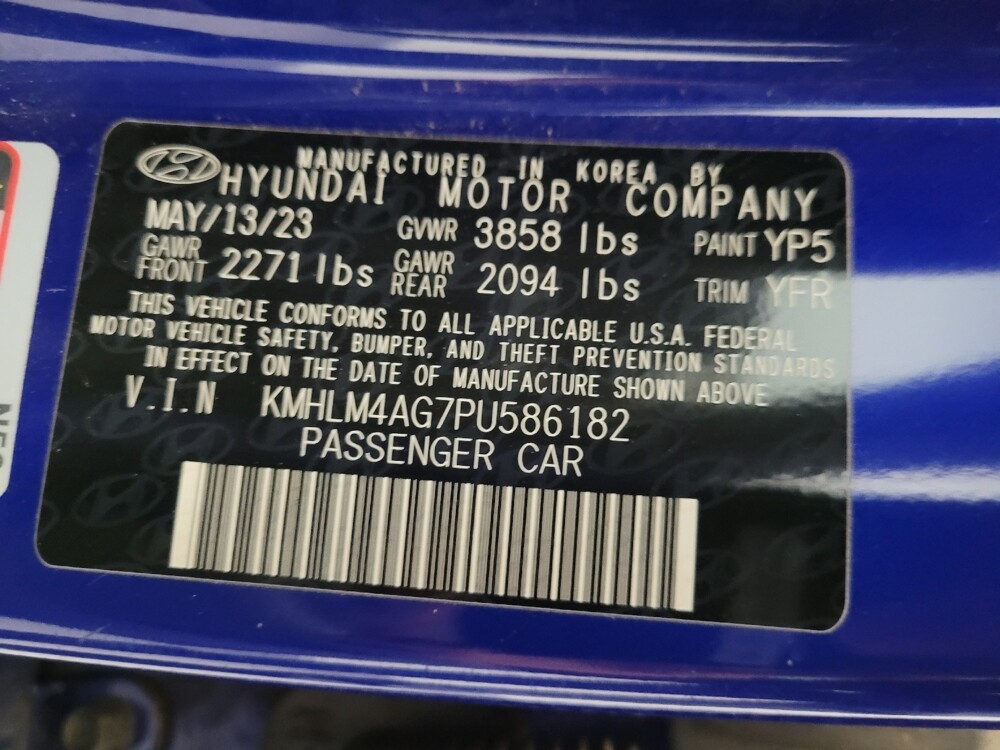 MANUFACTURED IN KOREA BY
HYUNDAI MOTOR COMPANY
MAY/13/23 GVWR 3858 lbs PAINT YP5
GAWR FRONT 2271 lbs GAWR REAR 2094 lbs TRIM YFR
THIS VEHICLE CONFORMS TO ALL APPLICABLE U.S.A. FEDERAL
MOTOR VEHICLE SAFETY, BUMPER, AND THEFT PREVENTION STANDARDS
IN EFFECT ON THE DATE OF MANUFACTURE SHOWN ABOVE
V.I.N KMHLM4AG7PU586182
PASSENGER CAR